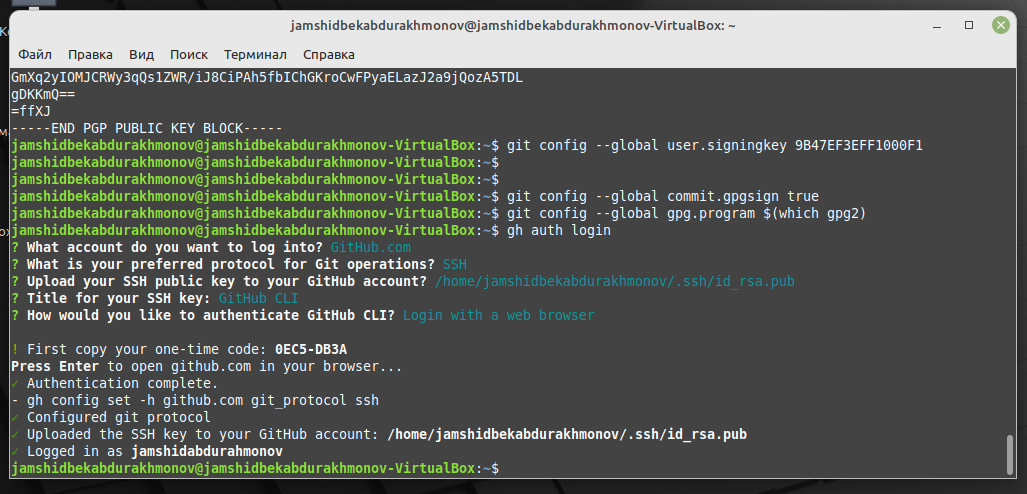 jamshidbekabdurakhmonov@jamshidbekabdurakhmonov-VirtualBox: ~
Файл Правка Вид Поиск Терминал Справка
GmXq2yIOMJCRWy3qQs1ZWR/iJ8CiPAh5fbIChGKroCwFPyaELazJ2a9jQozA5TDL
gDKKmQ==
=ffXJ
-----END PGP PUBLIC KEY BLOCK-----
jamshidbekabdurakhmonov@jamshidbekabdurakhmonov-VirtualBox:~$ git config --global user.signingkey 9B47EF3EFF1000F1
jamshidbekabdurakhmonov@jamshidbekabdurakhmonov-VirtualBox:~$
jamshidbekabdurakhmonov@jamshidbekabdurakhmonov-VirtualBox:~$
jamshidbekabdurakhmonov@jamshidbekabdurakhmonov-VirtualBox:~$ git config --global commit.gpgsign true
jamshidbekabdurakhmonov@jamshidbekabdurakhmonov-VirtualBox:~$ git config --global gpg.program $(which gpg2)
jamshidbekabdurakhmonov@jamshidbekabdurakhmonov-VirtualBox:~$ gh auth login
? What account do you want to log into? GitHub.com
? What is your preferred protocol for Git operations? SSH
? Upload your SSH public key to your GitHub account? /home/jamshidbekabdurakhmonov/.ssh/id_rsa.pub
? Title for your SSH key: GitHub CLI
? How would you like to authenticate GitHub CLI? Login with a web browser
! First copy your one-time code: 0EC5-DB3A
Press Enter to open github.com in your browser...
✓ Authentication complete.
- gh config set -h github.com git_protocol ssh
✓ Configured git protocol
✓ Uploaded the SSH key to your GitHub account: /home/jamshidbekabdurakhmonov/.ssh/id_rsa.pub
✓ Logged in as jamshidabdurahmonov
jamshidbekabdurakhmonov@jamshidbekabdurakhmonov-VirtualBox:~$